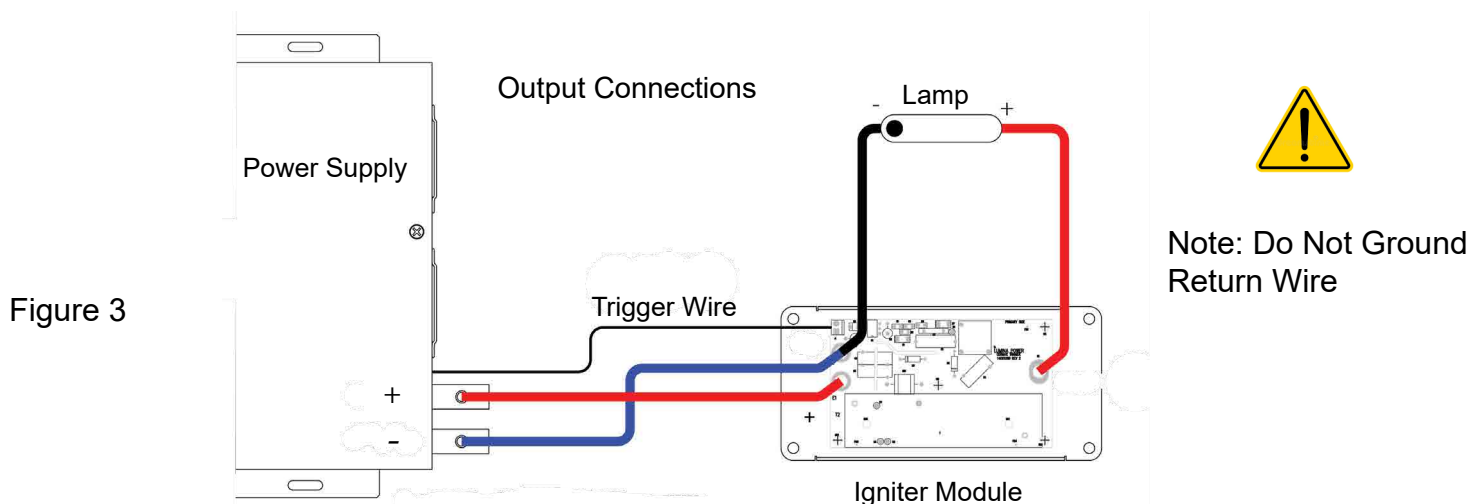 Output Connections
Lamp
- +
Power Supply
Note: Do Not Ground
Return Wire
Figure 3
Trigger Wire
+
-
+
Igniter Module